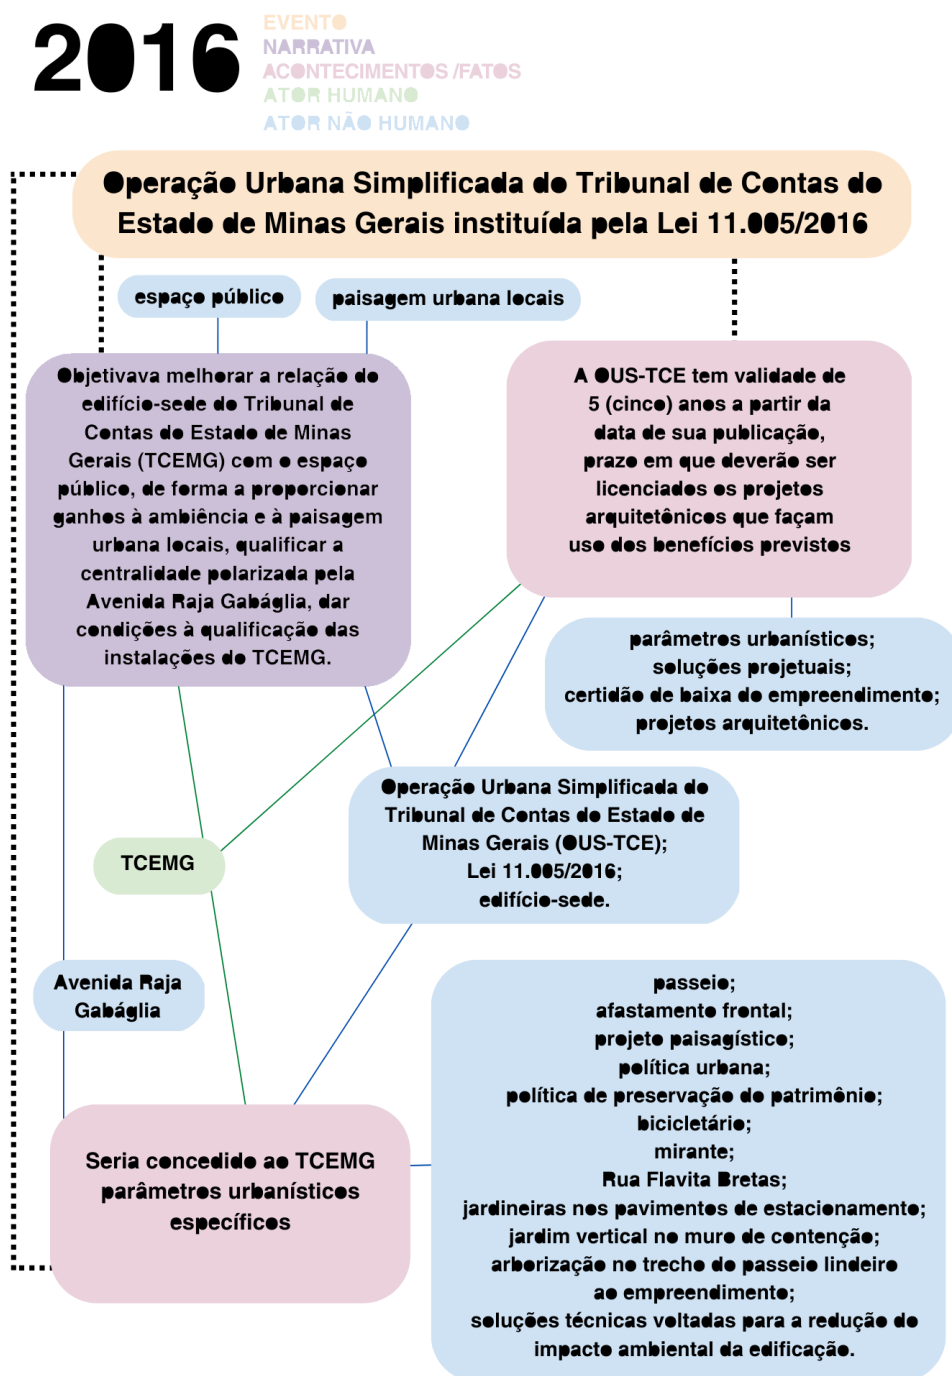 2016
EVENTO
NARRATIVA
ACONTECIMENTOS /FATOS
ATOR HUMANO
ATOR NÃO HUMANO
Operação Urbana Simplificada do Tribunal de Contas do
Estado de Minas Gerais instituída pela Lei 11.005/2016
espaço público
paisagem urbana locais
Objetivava melhorar a relação do
edifício-sede do Tribunal de
Contas do Estado de Minas
Gerais (TCEMG) com o espaço
público, de forma a proporcionar
ganhos à ambiência e à paisagem
urbana locais, qualificar a
centralidade polarizada pela
Avenida Raja Gabáglia, dar
condições à qualificação das
instalações do TCEMG.
A OUS-TCE tem validade de
5 (cinco) anos a partir da
data de sua publicação,
prazo em que deverão ser
licenciados os projetos
arquitetônicos que façam
uso dos benefícios previstos
parâmetros urbanísticos;
soluções projetuais;
certidão de baixa do empreendimento;
projetos arquitetônicos.
Operação Urbana Simplificada do
Tribunal de Contas do Estado de
Minas Gerais (OUS-TCE);
Lei 11.005/2016;
edifício-sede.
TCEMG
Avenida Raja
Gabáglia
passeio;
afastamento frontal;
projeto paisagístico;
política urbana;
política de preservação do patrimônio;
bicicletário;
mirante;
Rua Flavita Bretas;
jardineiras nos pavimentos de estacionamento;
jardim vertical no muro de contenção;
arborização no trecho do passeio lindeiro
ao empreendimento;
soluções técnicas voltadas para a redução do
impacto ambiental da edificação.
Seria concedido ao TCEMG
parâmetros urbanísticos
específicos